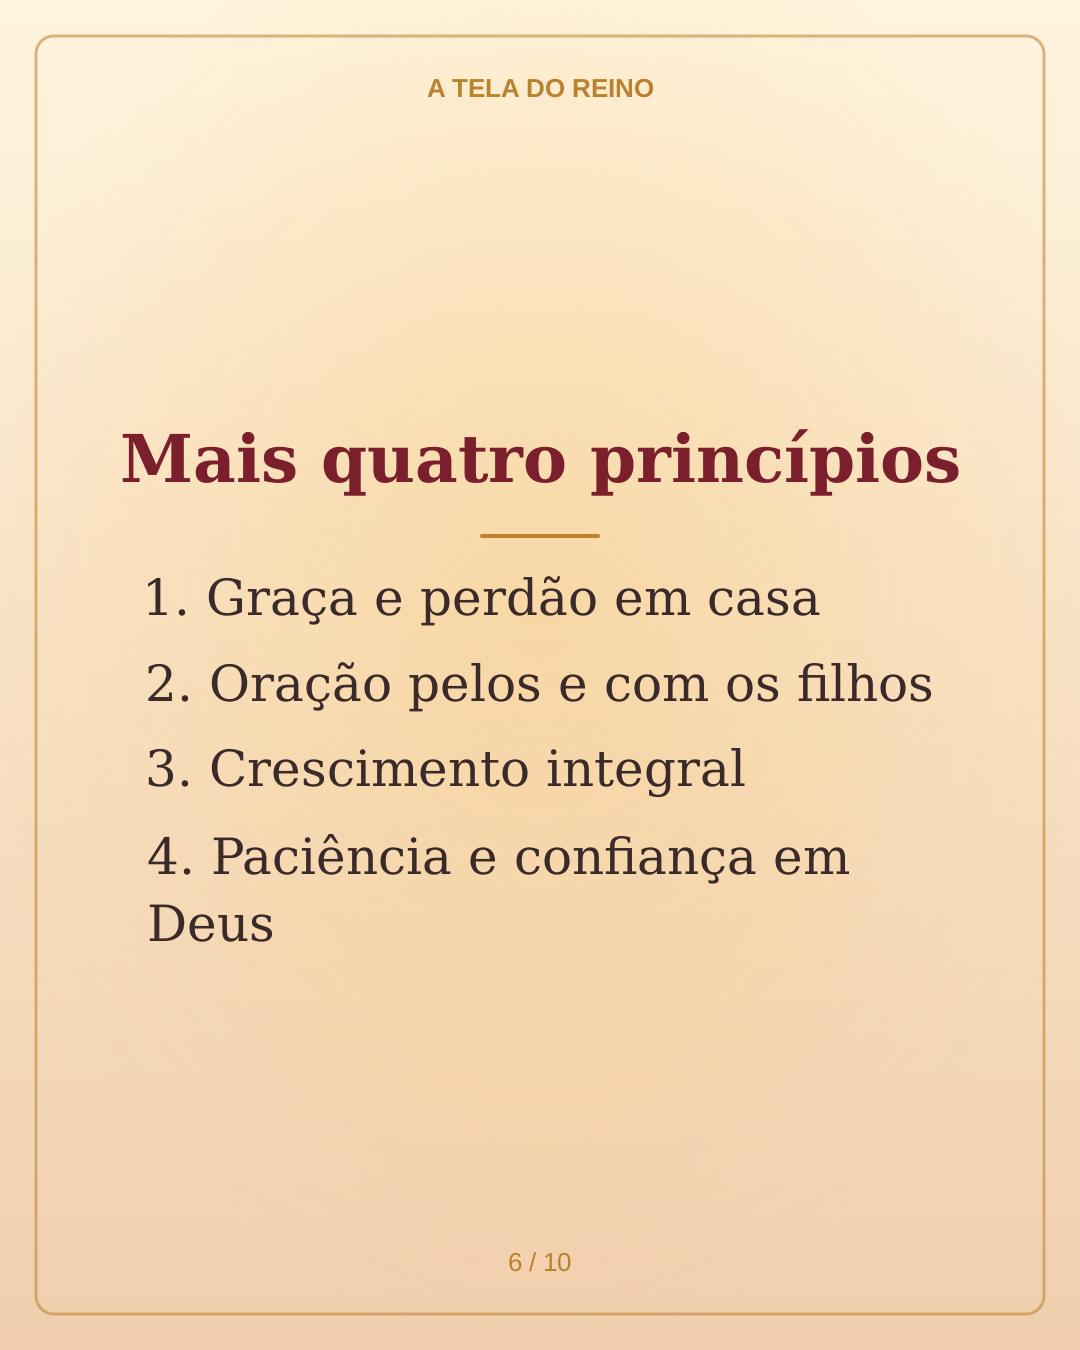 A TELA DO REINO
Mais quatro princípios
1. Graça e perdão em casa
2. Oração pelos e com os filhos
3. Crescimento integral
4. Paciência e confiança em
Deus
6 / 10